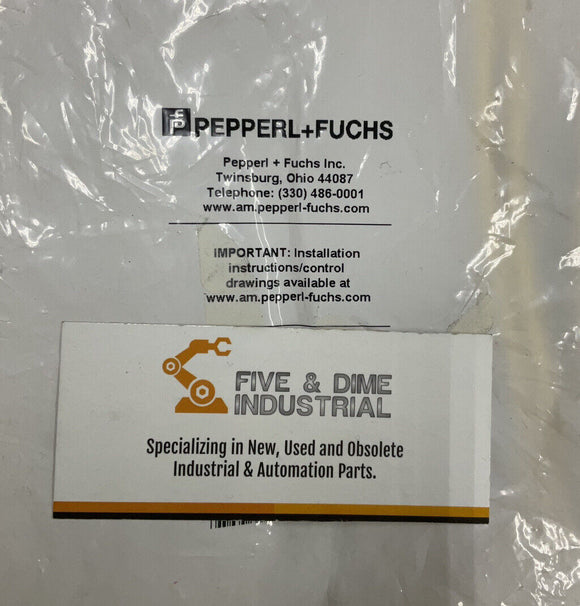 PEPPERL+FUCHS
Pepperl + Fuchs Inc.
Twinsburg, Ohio 44087
Telephone: (330) 486-0001
www.am.pepperl-fuchs.com
IMPORTANT: Installation
instructions/control
drawings available at
www.am.pepperl-fuchs.com
FIVE & DIME
INDUSTRIAL
Specializing in New, Used and Obsolete
Industrial & Automation Parts.